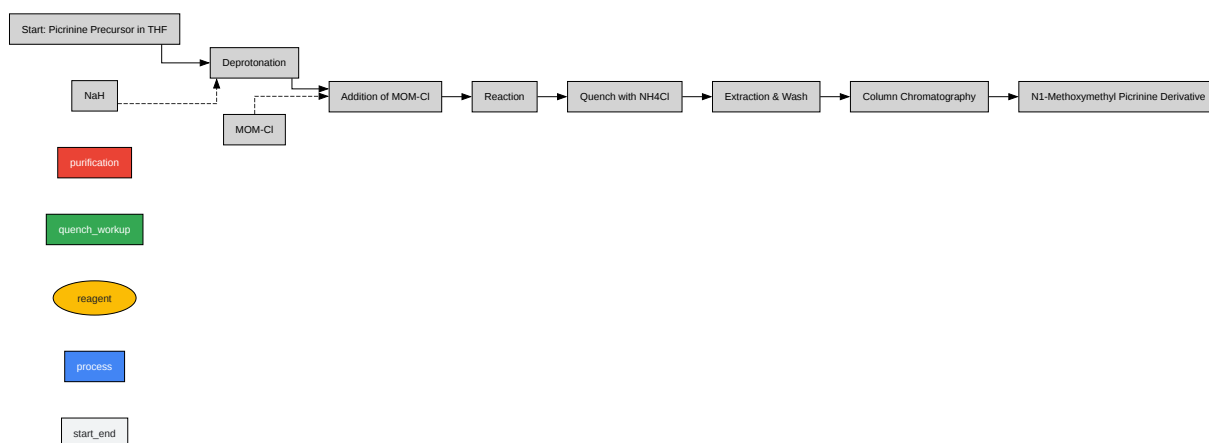 Start: Picrinine Precursor in THF
Deprotonation
NaH
Addition of MOM-Cl
Reaction
Quench with NH4Cl
Extraction & Wash
Column Chromatography
N1-Methoxymethyl Picrinine Derivative
MOM-Cl
purification
quench_workup
reagent
process
start_end